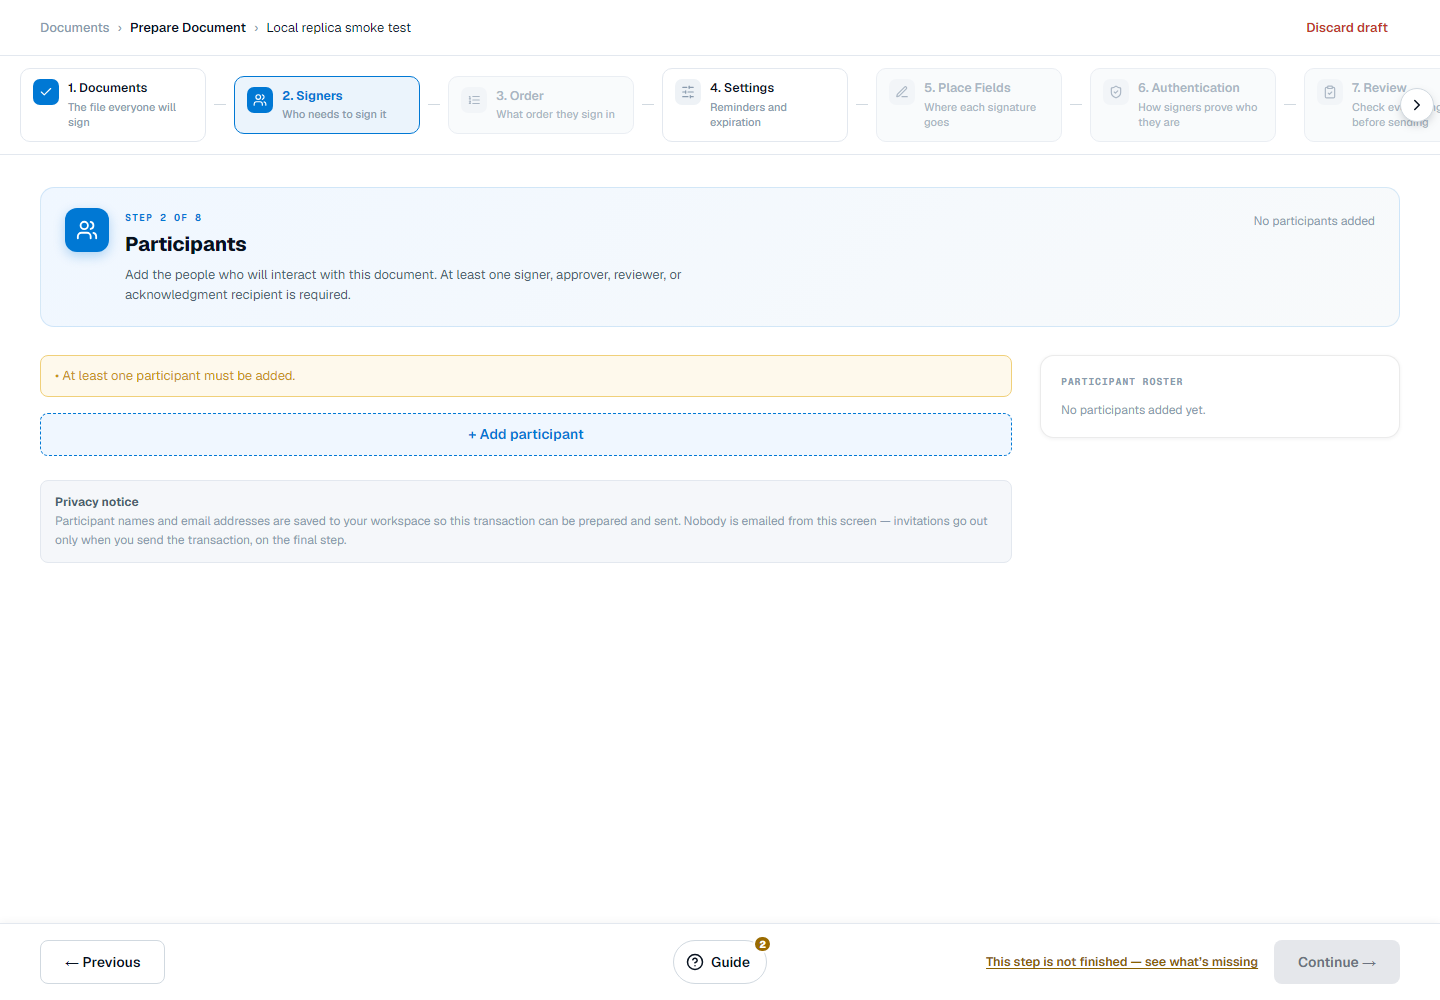 Documents › Prepare Document › Local replica smoke test
Discard draft
1. Documents
The file everyone will
sign
2. Signers
Who needs to sign it
3. Order
What order they sign in
4. Settings
Reminders and
expiration
5. Place Fields
Where each signature
goes
6. Authentication
How signers prove who
they are
7. Review
Check
before sending
STEP 2 OF 8
Participants
Add the people who will interact with this document. At least one signer, approver, reviewer, or
acknowledgment recipient is required.
No participants added
• At least one participant must be added.
+ Add participant
Privacy notice
Participant names and email addresses are saved to your workspace so this transaction can be prepared and sent. Nobody is emailed from this screen — invitations go out
only when you send the transaction, on the final step.
PARTICIPANT ROSTER
No participants added yet.
← Previous
Guide
2
This step is not finished — see what's missing
Continue →